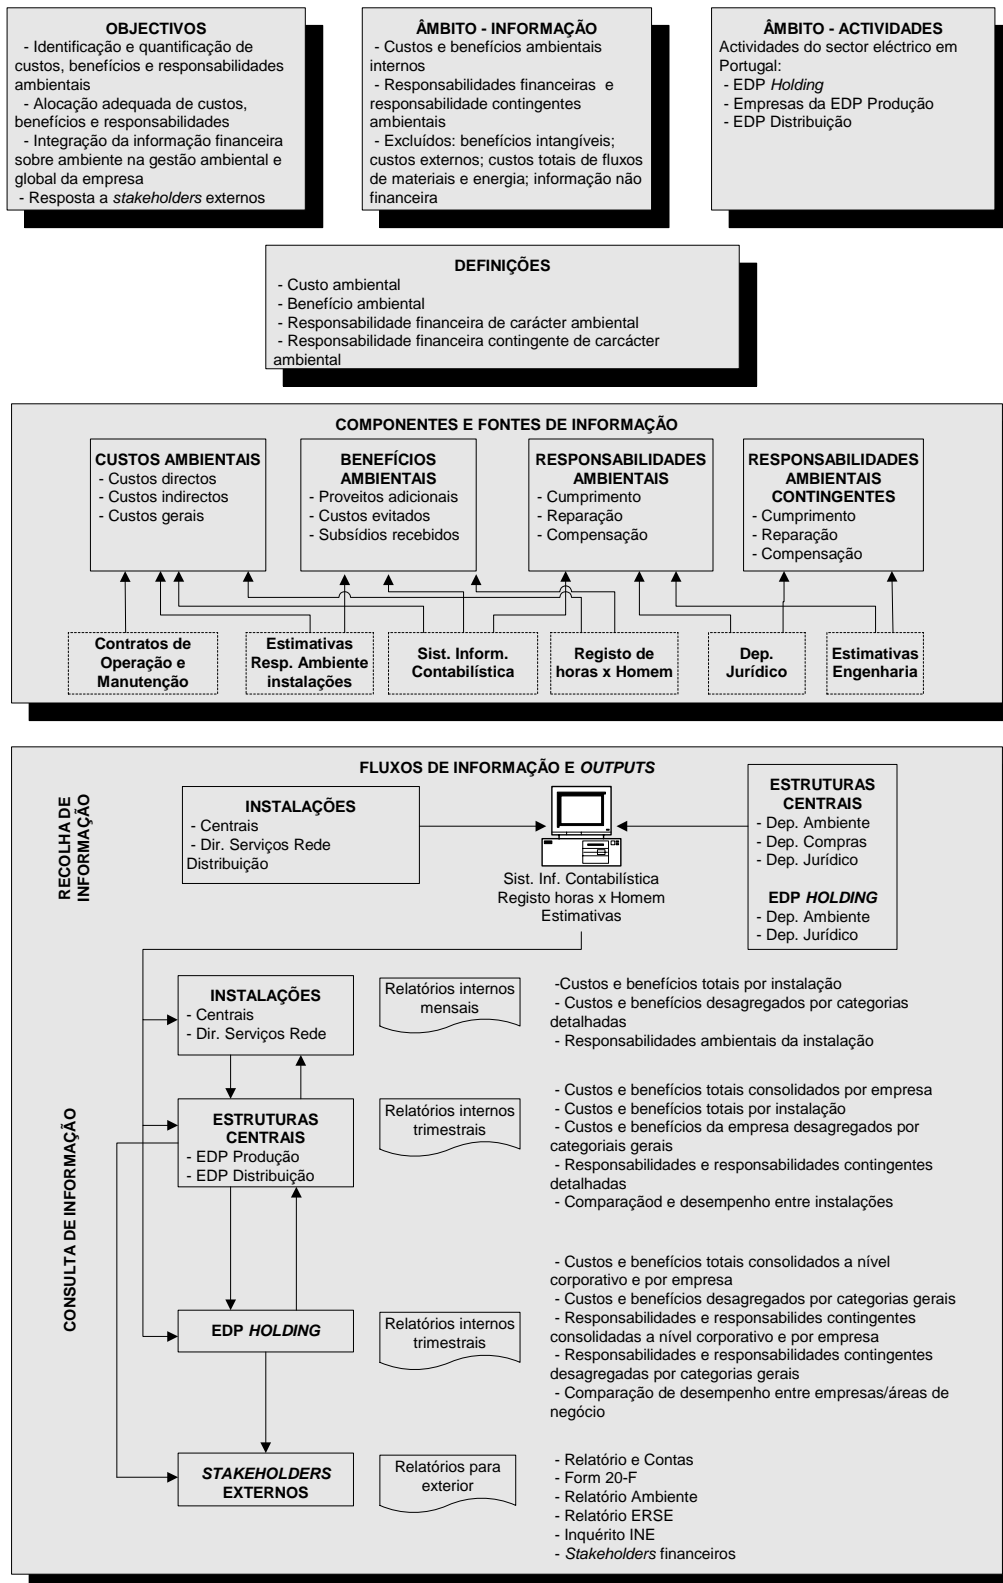 OBJECTIVOS
- Identificação e quantificação de
custos, benefícios e responsabilidades
ambientais
- Alocação adequada de custos,
benefícios e responsabilidades
- Integração da informação financeira
sobre ambiente na gestão ambiental e
global da empresa
- Resposta a stakeholders externos
ÂMBITO - INFORMAÇÃO
- Custos e benefícios ambientais
internos
- Responsabilidades financeiras e
responsabilidade contingentes
ambientais
- Excluídos: benefícios intangíveis;
custos externos; custos totais de fluxos
de materiais e energia; informação não
financeira
ÂMBITO - ACTIVIDADES
Actividades do sector eléctrico em
Portugal:
- EDP Holding
- Empresas da EDP Produção
- EDP Distribuição
DEFINIÇÕES
- Custo ambiental
- Benefício ambiental
- Responsabilidade financeira de carácter ambiental
- Responsabilidade financeira contingente de carcácter
ambiental
COMPONENTES E FONTES DE INFORMAÇÃO
CUSTOS AMBIENTAIS
- Custos directos
- Custos indirectos
- Custos gerais
BENEFÍCIOS
AMBIENTAIS
- Proveitos adicionais
- Custos evitados
- Subsídios recebidos
RESPONSABILIDADES
AMBIENTAIS
- Cumprimento
- Reparação
- Compensação
RESPONSABILIDADES
AMBIENTAIS
CONTINGENTES
- Cumprimento
- Reparação
- Compensação
Contratos de
Operação e
Manutenção
Estimativas
Resp. Ambiente
instalações
Sist. Inform.
Contabilística
Registo de
horas x Homem
Dep.
Jurídico
Estimativas
Engenharia
FLUXOS DE INFORMAÇÃO E OUTPUTS
RECOLHA DE
INFORMAÇÃO
INSTALAÇÕES
- Centrais
- Dir. Serviços Rede
Distribuição
Sist. Inf. Contabilística
Registo horas x Homem
Estimativas
ESTRUTURAS
CENTRAIS
- Dep. Ambiente
- Dep. Compras
- Dep. Jurídico
EDP HOLDING
- Dep. Ambiente
- Dep. Jurídico
CONSULTA DE INFORMAÇÃO
INSTALAÇÕES
- Centrais
- Dir. Serviços Rede
Relatórios internos
mensais
-Custos e benefícios totais por instalação
- Custos e benefícios desagregados por categorias
detalhadas
- Responsabilidades ambientais da instalação
ESTRUTURAS
CENTRAIS
- EDP Produção
- EDP Distribuição
Relatórios internos
trimestrais
- Custos e benefícios totais consolidados por empresa
- Custos e benefícios totais por instalação
- Custos e benefícios da empresa desagregados por
categoriais gerais
- Responsabilidades e responsabilidades contingentes
detalhadas
- Comparaçãod e desempenho entre instalações
EDP HOLDING
Relatórios internos
trimestrais
- Custos e benefícios totais consolidados a nível
corporativo e por empresa
- Custos e benefícios desagregados por categorias gerais
- Responsabilidades e responsabilides contingentes
consolidadas a nível corporativo e por empresa
- Responsabilidades e responsabilidades contingentes
desagregadas por categorias gerais
- Comparação de desempenho entre empresas/áreas de
negócio
STAKEHOLDERS
EXTERNOS
Relatórios para
exterior
- Relatório e Contas
- Form 20-F
- Relatório Ambiente
- Relatório ERSE
- Inquérito INE
- Stakeholders financeiros